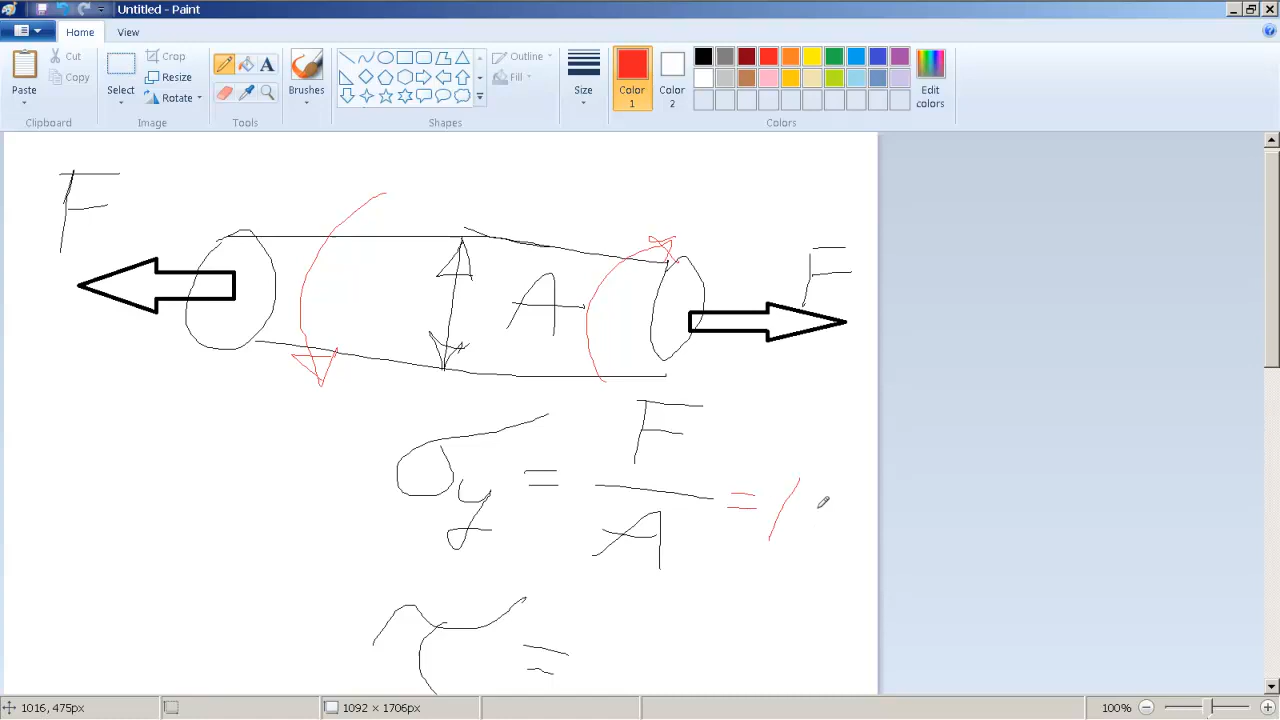 Untitled - Paint
Home View
Paste
Cut
Copy
Clipboard
Select
Crop
Resize
Rotate
Image
A
Tools
Brushes
Outline
Fill
Shapes
Size
Color 1
Color 2
Edit colors
Colors
F
F
A
σy = F/A = /
τ =
1016, 475px
1092 × 1706px
100%